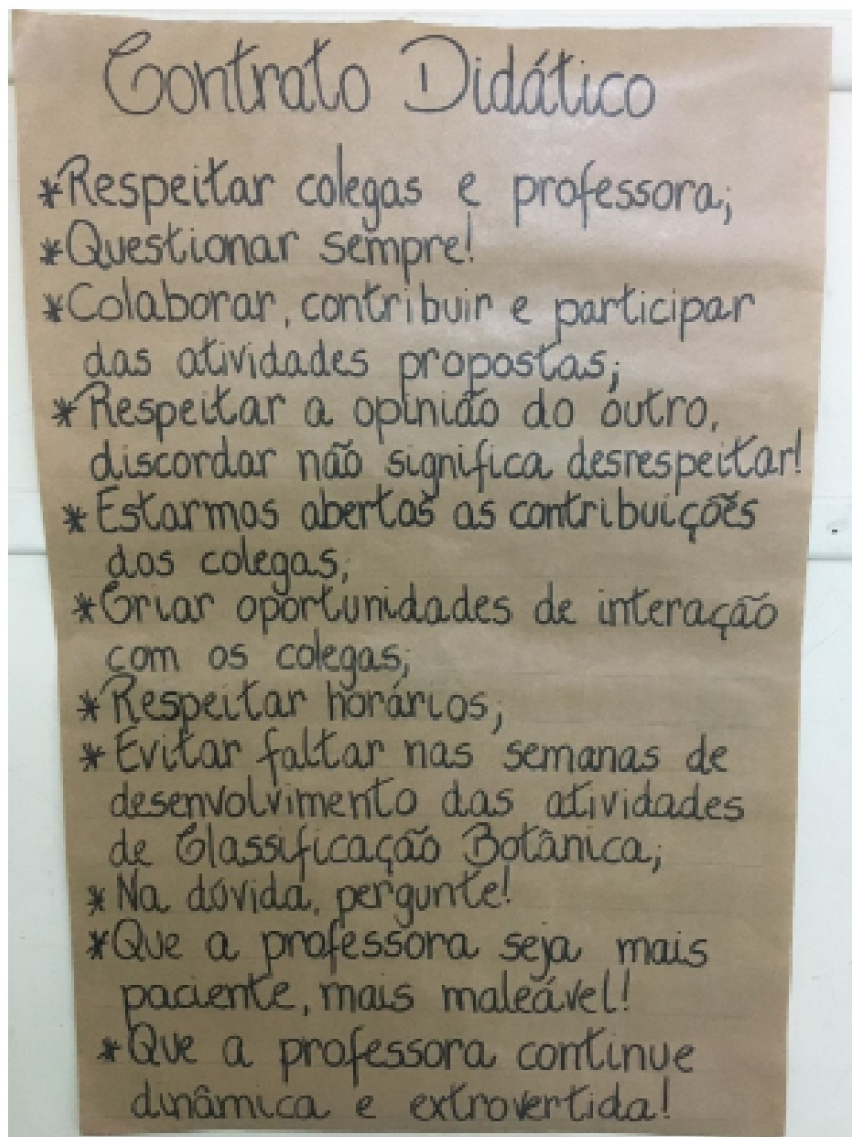 Contrato Didático
*Respeitar colegas e professora;
*Questionar sempre!
*Colaborar, contribuir e participar
das atividades propostas;
*Respeitar a opinião do outro,
discordar não significa desrespeitar!
*Estarmos abertos as contribuições
dos colegas;
*Criar oportunidades de interação
com os colegas;
*Respeitar horários;
*Evitar faltar nas semanas de
desenvolvimento das atividades
de Classificação Botânica;
*Na dúvida, pergunte!
*Que a professora seja mais
paciente, mais maleável!
*Que a professora continue
dinâmica e extrovertida!